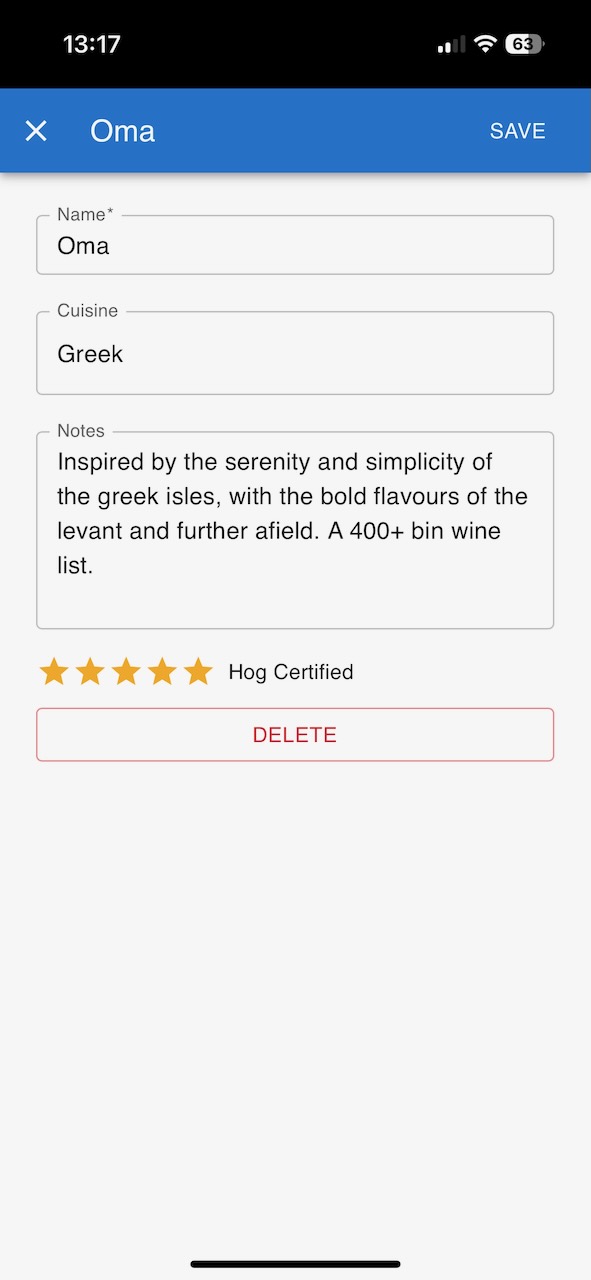 13:17
63
Oma
SAVE
Name*
Oma
Cuisine
Greek
Notes
Inspired by the serenity and simplicity of
the greek isles, with the bold flavours of the
levant and further afield. A 400+ bin wine
list.
Hog Certified
DELETE